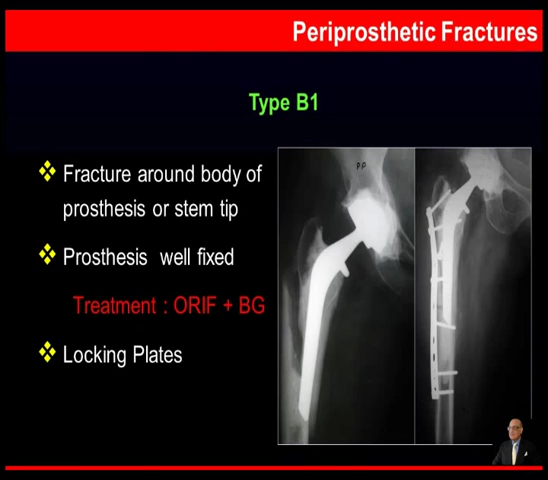 Periprosthetic Fractures
Type B1
Fracture around body of
prosthesis or stem tip
Prosthesis well fixed
Treatment : ORIF + BG
Locking Plates
PP